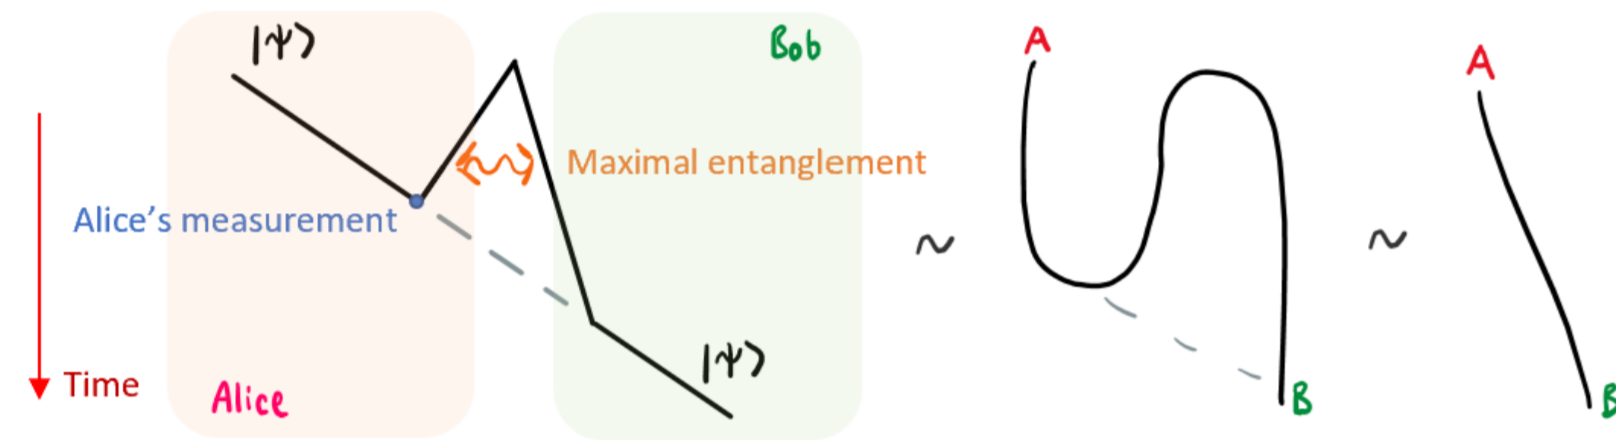 |ψ⟩
Bob
Maximal entanglement
Alice's measurement
|ψ⟩
Time
Alice
~
A
B
~
A
B